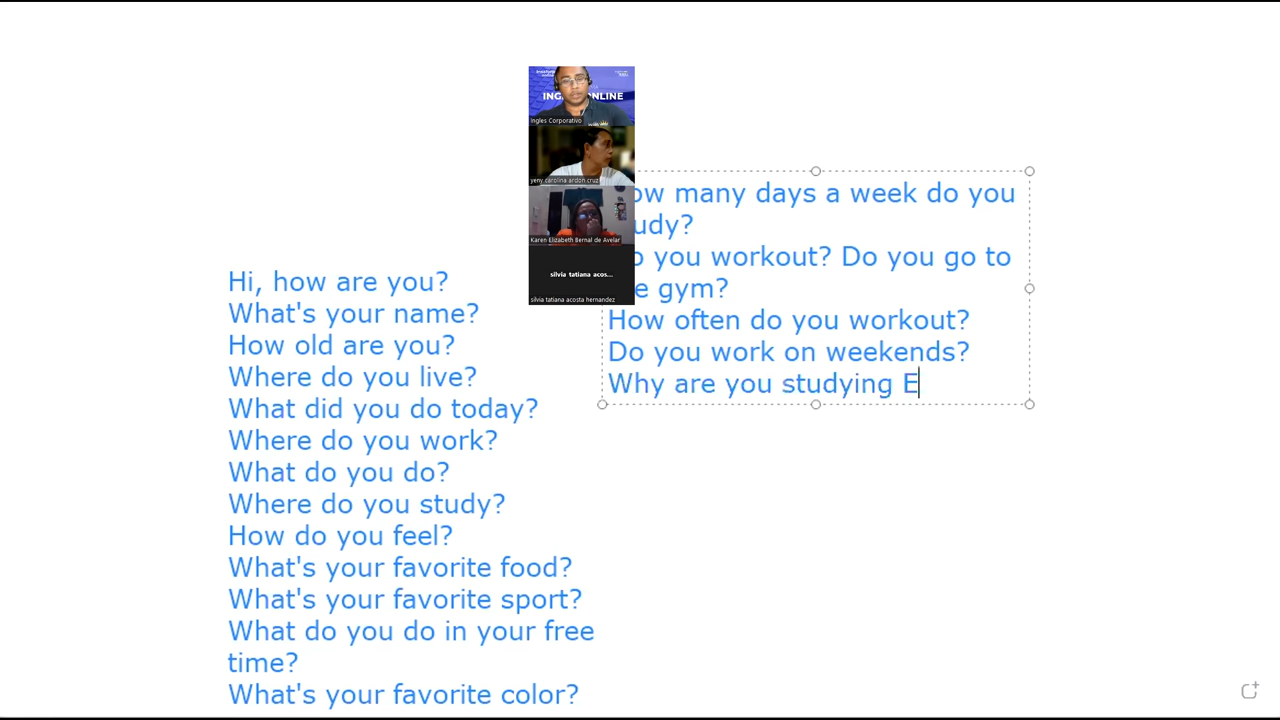 INGLES ONLINE
Ingles Corporativo
yeny carolina ardon cruz
Karen Elizabeth Bernal de Avelar
silvia tatiana acos...
silvia tatiana acosta hernandez
Hi, how are you?
What's your name?
How old are you?
Where do you live?
What did you do today?
Where do you work?
What do you do?
Where do you study?
How do you feel?
What's your favorite food?
What's your favorite sport?
What do you do in your free
time?
What's your favorite color?
ow many days a week do you
udy?
o you workout? Do you go to
e gym?
How often do you workout?
Do you work on weekends?
Why are you studying E